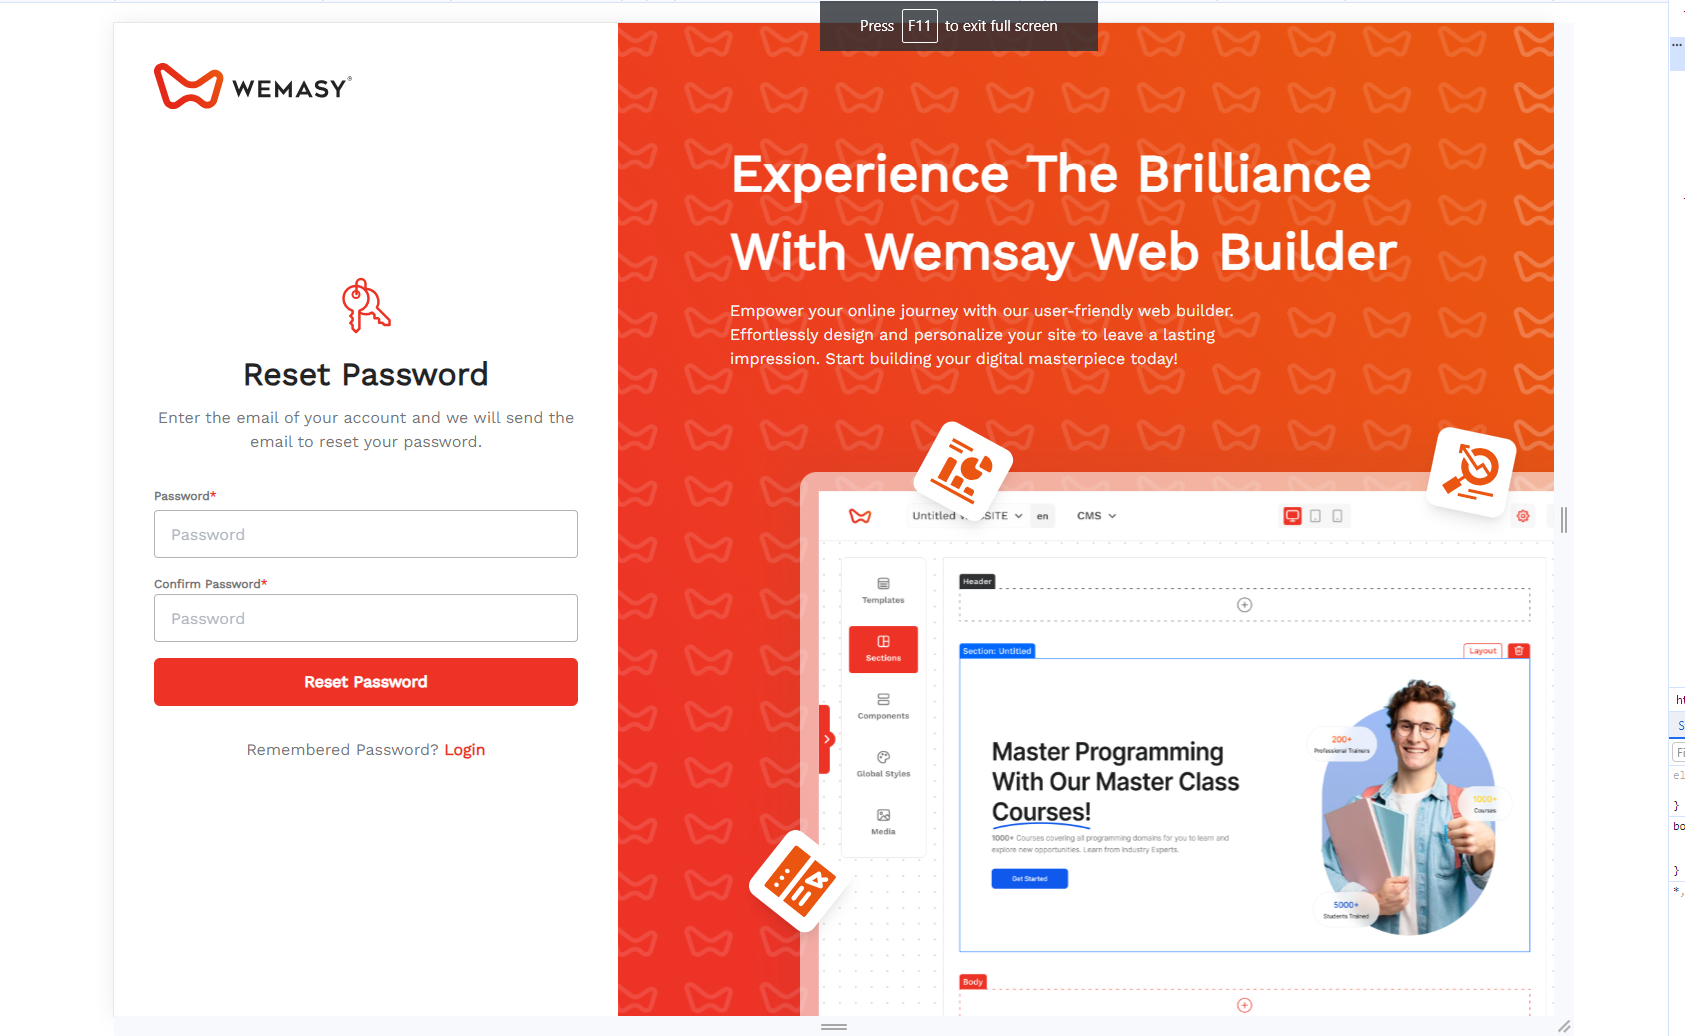 Press F11 to exit full screen
WEMASY®
Reset Password
Enter the email of your account and we will send the
email to reset your password.
Password*
Password
Confirm Password*
Password
Reset Password
Remembered Password? Login
Experience The Brilliance
With Wemsay Web Builder
Empower your online journey with our user-friendly web builder.
Effortlessly design and personalize your site to leave a lasting
impression. Start building your digital masterpiece today!
Untitled SITE en CMS
Templates
Sections
Components
Global Styles
Media
Header
Section: Untitled
Layout
Master Programming
With Our Master Class
Courses!
1000+ Courses covering all programming domains for you to learn and
explore new opportunities. Learn from Industry Experts.
Get Started
200+
Professional Trainers
1000+
Courses
5000+
Students Trained
Body